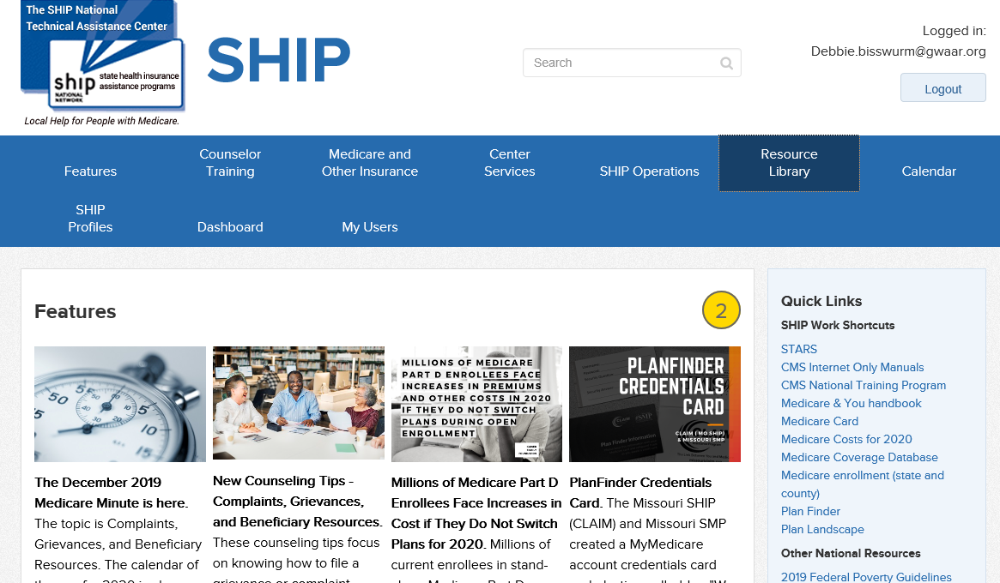 The SHIP National
Technical Assistance Center
ship
NATIONAL
NETWORK
state health insurance
assistance programs
Local Help for People with Medicare.
SHIP
Search
Logged in:
Debbie.bisswurm@gwaar.org
Logout
Features
Counselor
Training
Medicare and
Other Insurance
Center
Services
SHIP Operations
Resource
Library
Calendar
SHIP
Profiles
Dashboard
My Users
Features
2
50
5
10
15
MILLIONS OF MEDICARE
PART D ENROLLEES FACE
INCREASES IN PREMIUMS
AND OTHER COSTS IN 2020
IF THEY DO NOT SWITCH
PLANS DURING OPEN
ENROLLMENT
PLANFINDER
CREDENTIALS
CARD
CLAIM (MO SHIP)
& MISSOURI SMP
Plan Finder Information
The December 2019
Medicare Minute is here.
The topic is Complaints,
Grievances, and Beneficiary
Resources. The calendar of
New Counseling Tips -
Complaints, Grievances,
and Beneficiary Resources.
These counseling tips focus
on knowing how to file a
grievance or complaint
Millions of Medicare Part D
Enrollees Face Increases in
Cost if They Do Not Switch
Plans for 2020. Millions of
current enrollees in stand-
PlanFinder Credentials
Card. The Missouri SHIP
(CLAIM) and Missouri SMP
created a MyMedicare
account credentials card
Quick Links
SHIP Work Shortcuts
STARS
CMS Internet Only Manuals
CMS National Training Program
Medicare & You handbook
Medicare Card
Medicare Costs for 2020
Medicare Coverage Database
Medicare enrollment (state and
county)
Plan Finder
Plan Landscape
Other National Resources
2019 Federal Poverty Guidelines